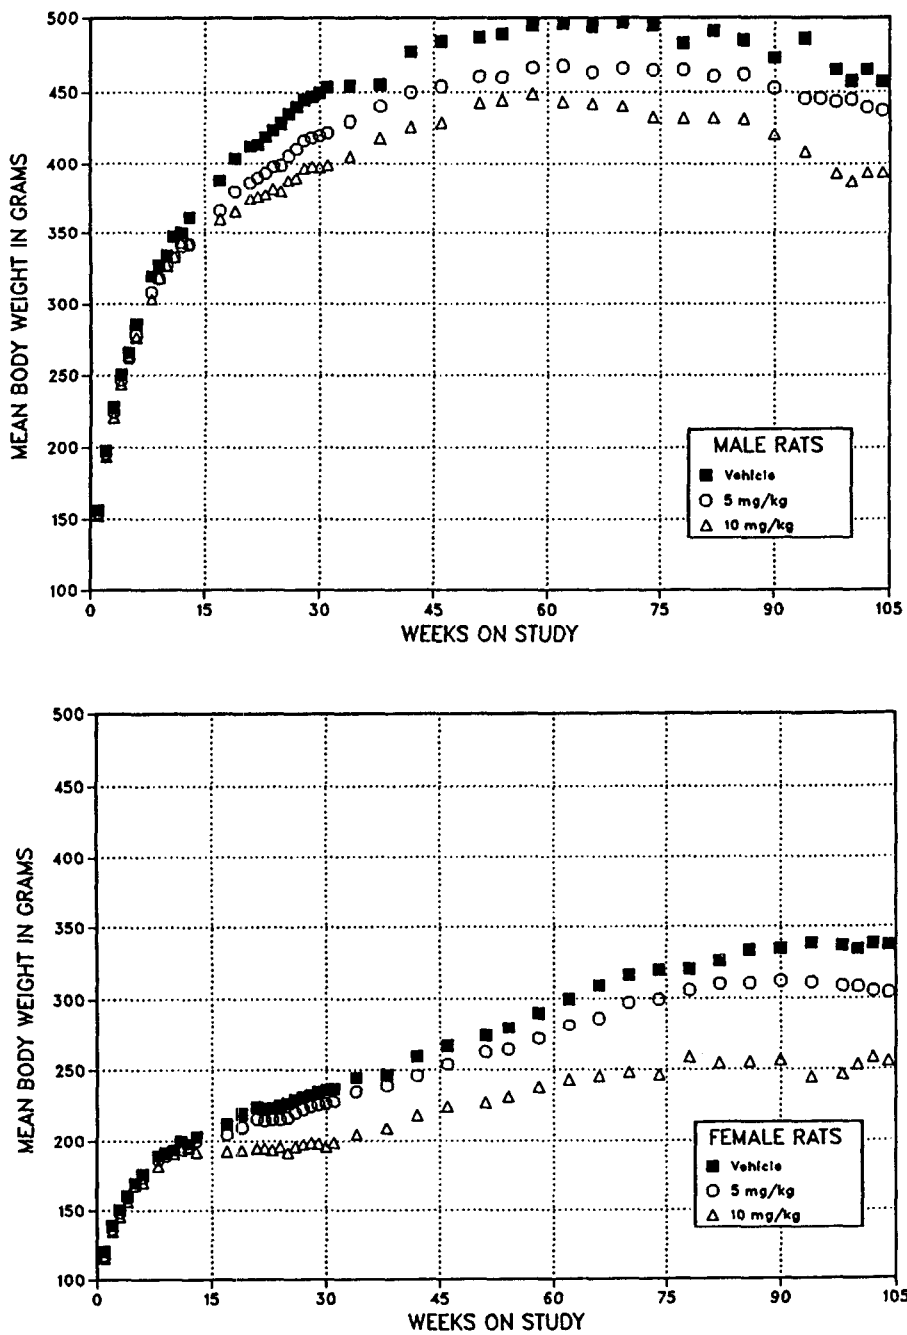 500
450
400
350
300
250
200
150
100
MEAN BODY WEIGHT IN GRAMS
MALE RATS
Vehicle
5 mg/kg
10 mg/kg
0 15 30 45 60 75 90 105
WEEKS ON STUDY
500
450
400
350
300
250
200
150
100
MEAN BODY WEIGHT IN GRAMS
FEMALE RATS
Vehicle
5 mg/kg
10 mg/kg
0 15 30 45 60 75 90 105
WEEKS ON STUDY